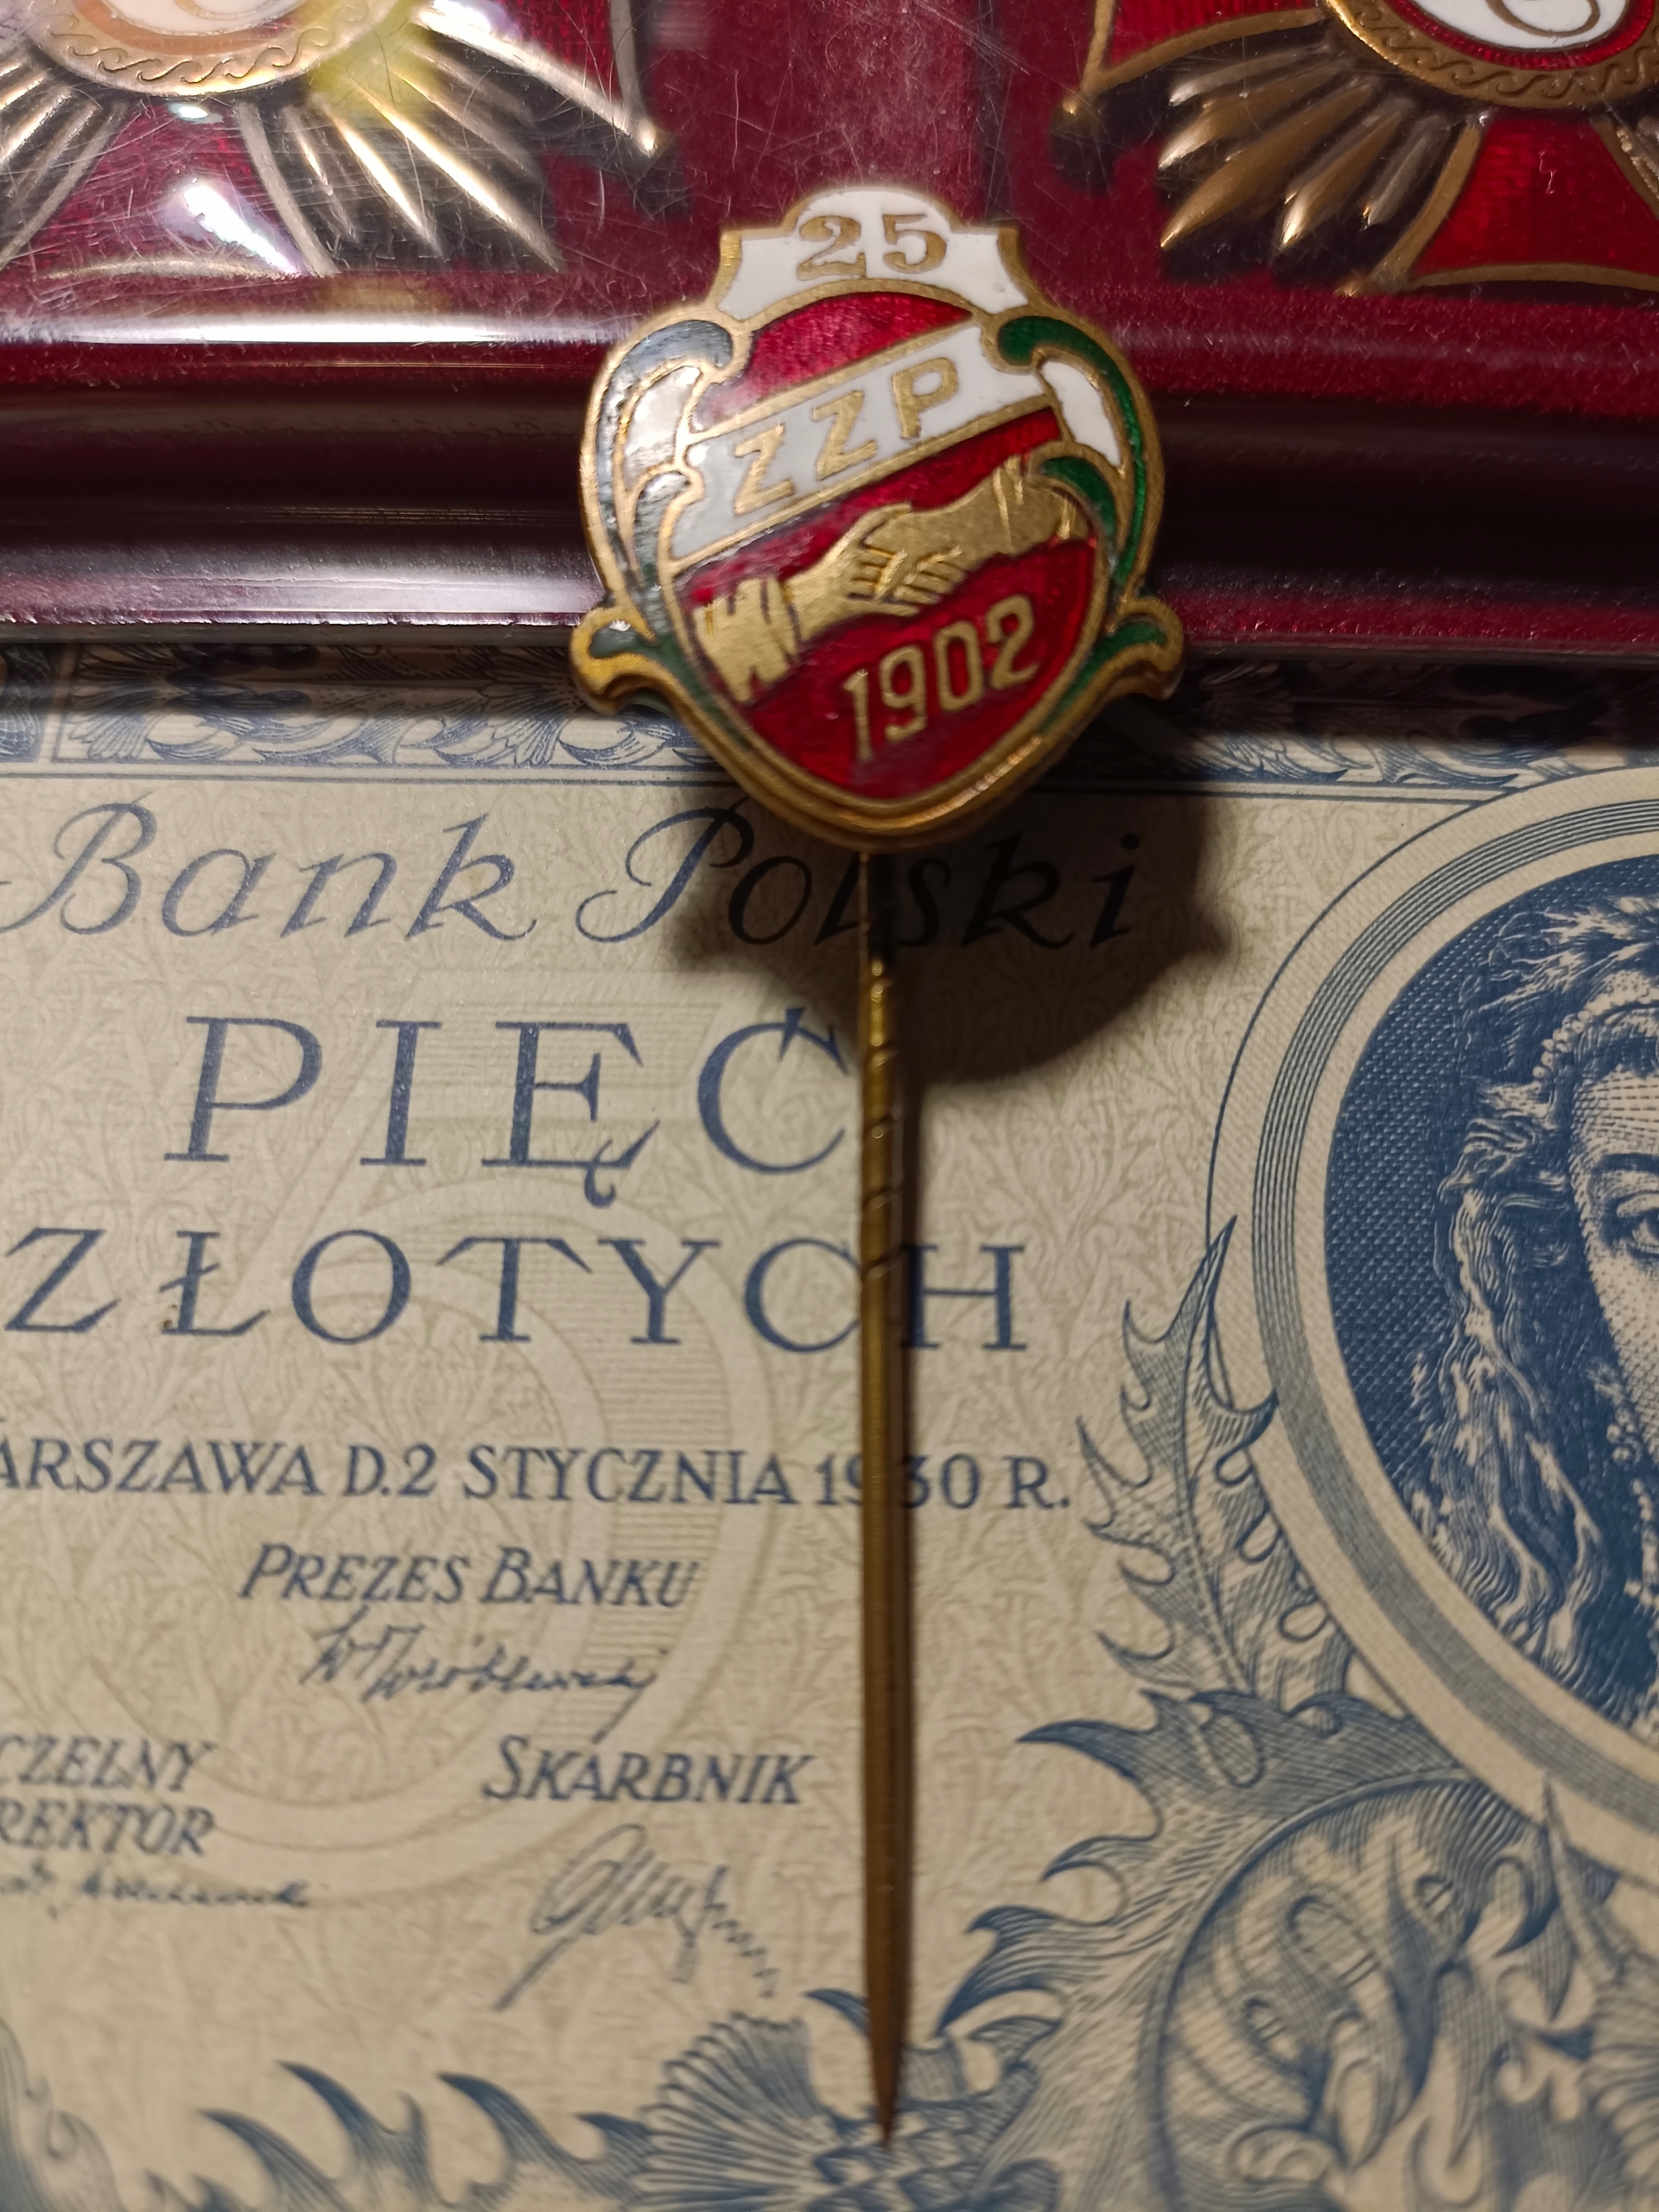 25
ZZP
1902
Bank Polski
PIĘĆ
ZŁOTYCH
ARSZAWA D. 2 STYCZNIA 1930 R.
PREZES BANKU
CZELNY SKARBNIK
REKTOR